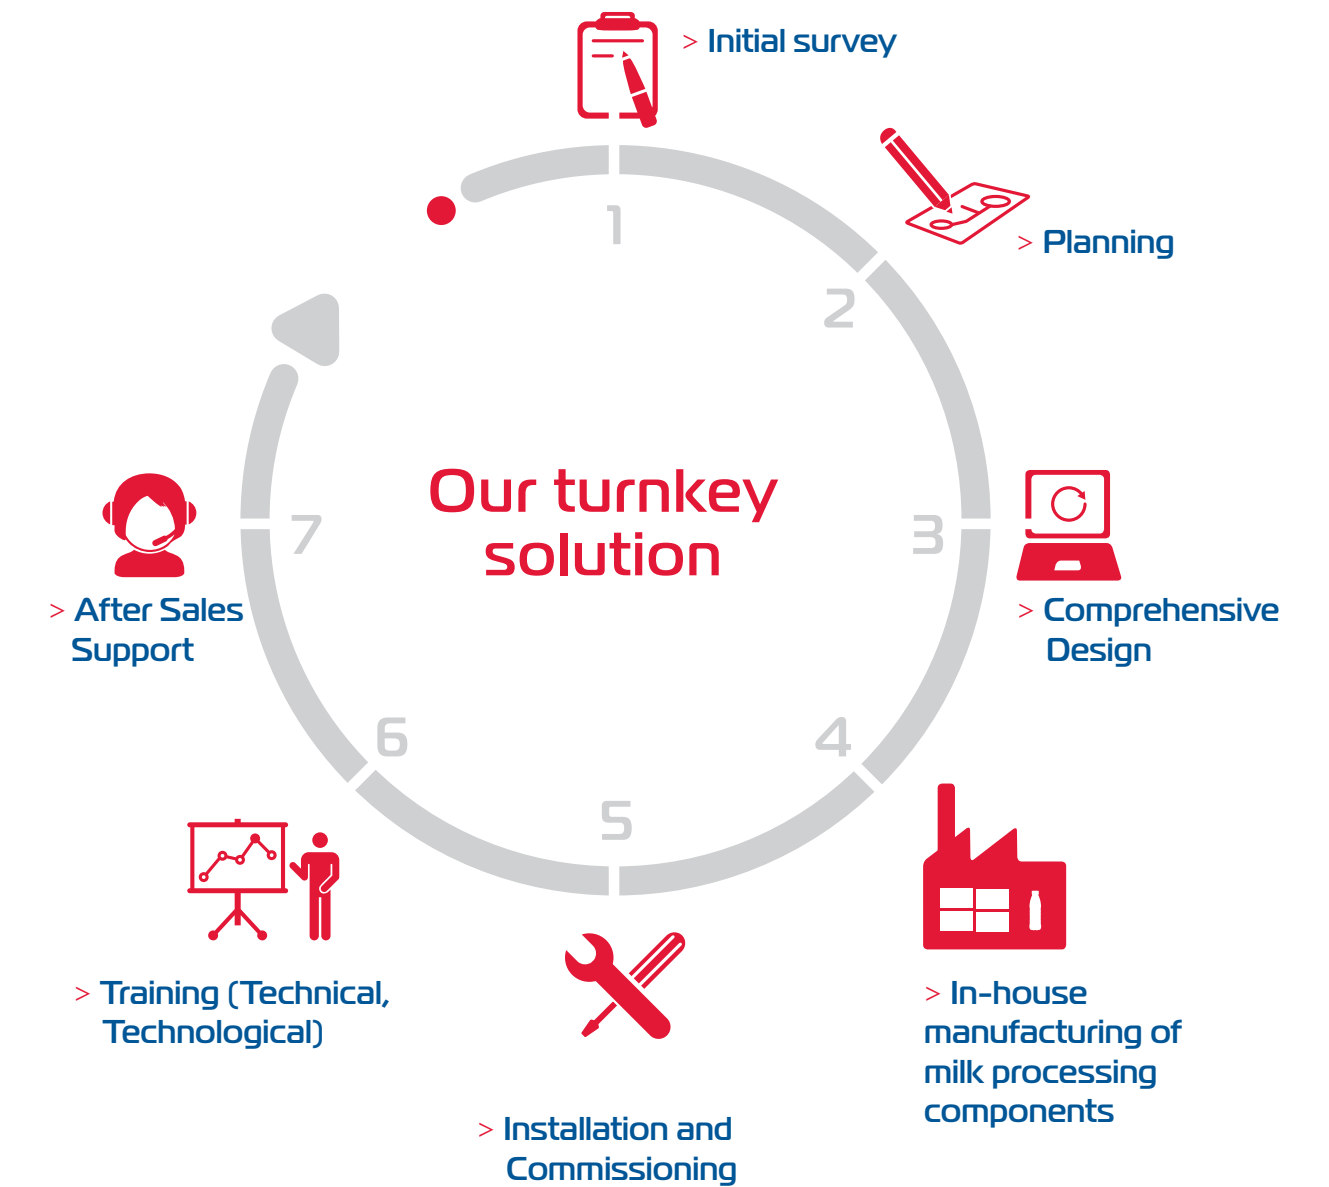 > Initial survey
1
> Planning
2
Our turnkey
solution
3
> Comprehensive
Design
4
> In-house
manufacturing of
milk processing
components
5
> Installation and
Commissioning
6
> Training (Technical,
Technological)
7
> After Sales
Support